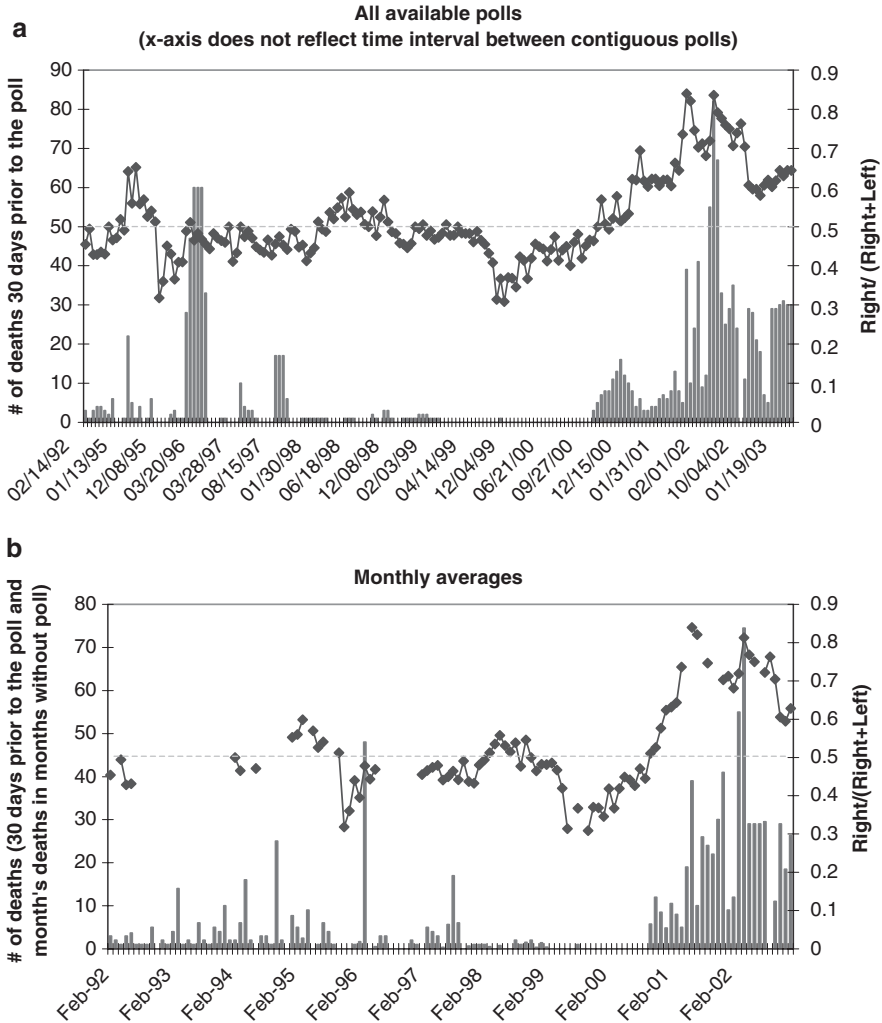 a
All available polls
(x-axis does not reflect time interval between contiguous polls)
# of deaths 30 days prior to the poll
90
80
70
60
50
40
30
20
10
0
0.9
0.8
0.7
0.6
0.5
0.4
0.3
0.2
0.1
0
Right/ (Right+Left)
02/14/92
01/13/95
12/08/95
03/20/96
03/28/97
08/15/97
01/30/98
06/18/98
12/08/98
02/03/99
04/14/99
12/04/99
06/21/00
09/27/00
12/15/00
01/31/01
02/01/02
10/04/02
01/19/03
b
Monthly averages
# of deaths (30 days prior to the poll and
month's deaths in months without poll)
80
70
60
50
40
30
20
10
0
0.9
0.8
0.7
0.6
0.5
0.4
0.3
0.2
0.1
0
Right/(Right+Left)
Feb-92
Feb-93
Feb-94
Feb-95
Feb-96
Feb-97
Feb-98
Feb-99
Feb-00
Feb-01
Feb-02